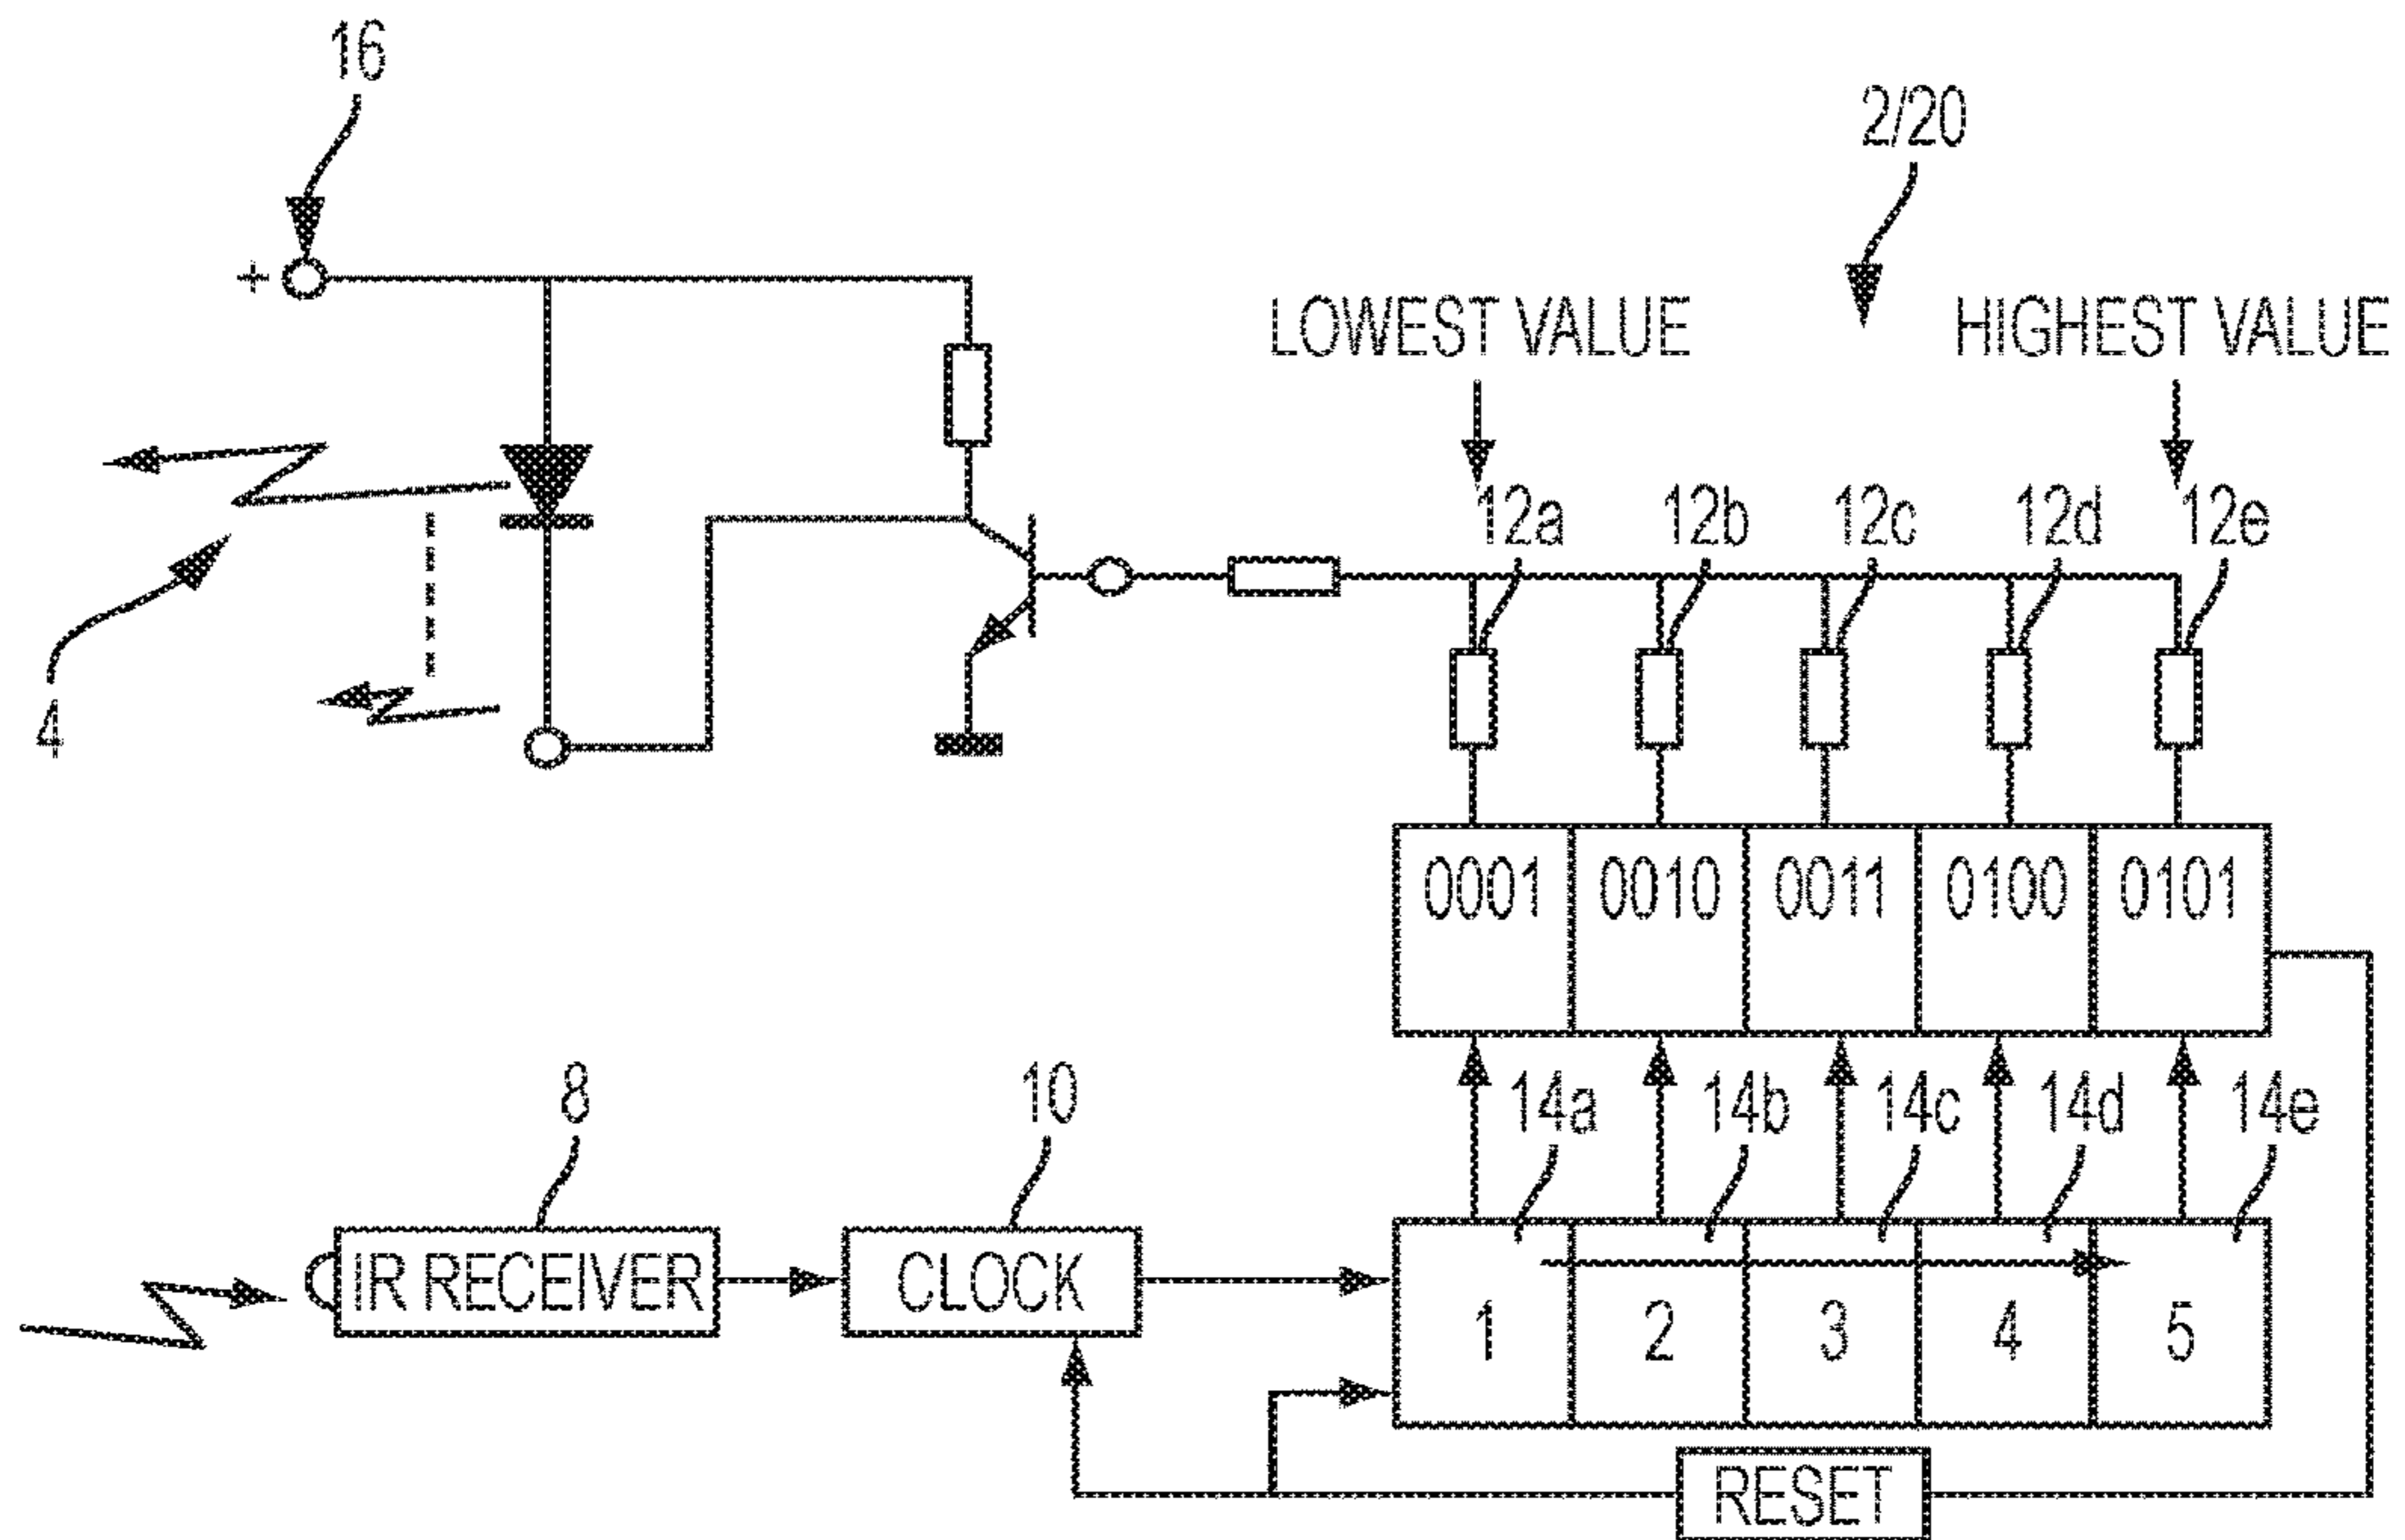 16
2/20
+
LOWEST VALUE
HIGHEST VALUE
12a
12b
12c
12d
12e
4
0001
0010
0011
0100
0101
8
10
14a
14b
14c
14d
14e
IR RECEIVER
CLOCK
1
2
3
4
5
RESET